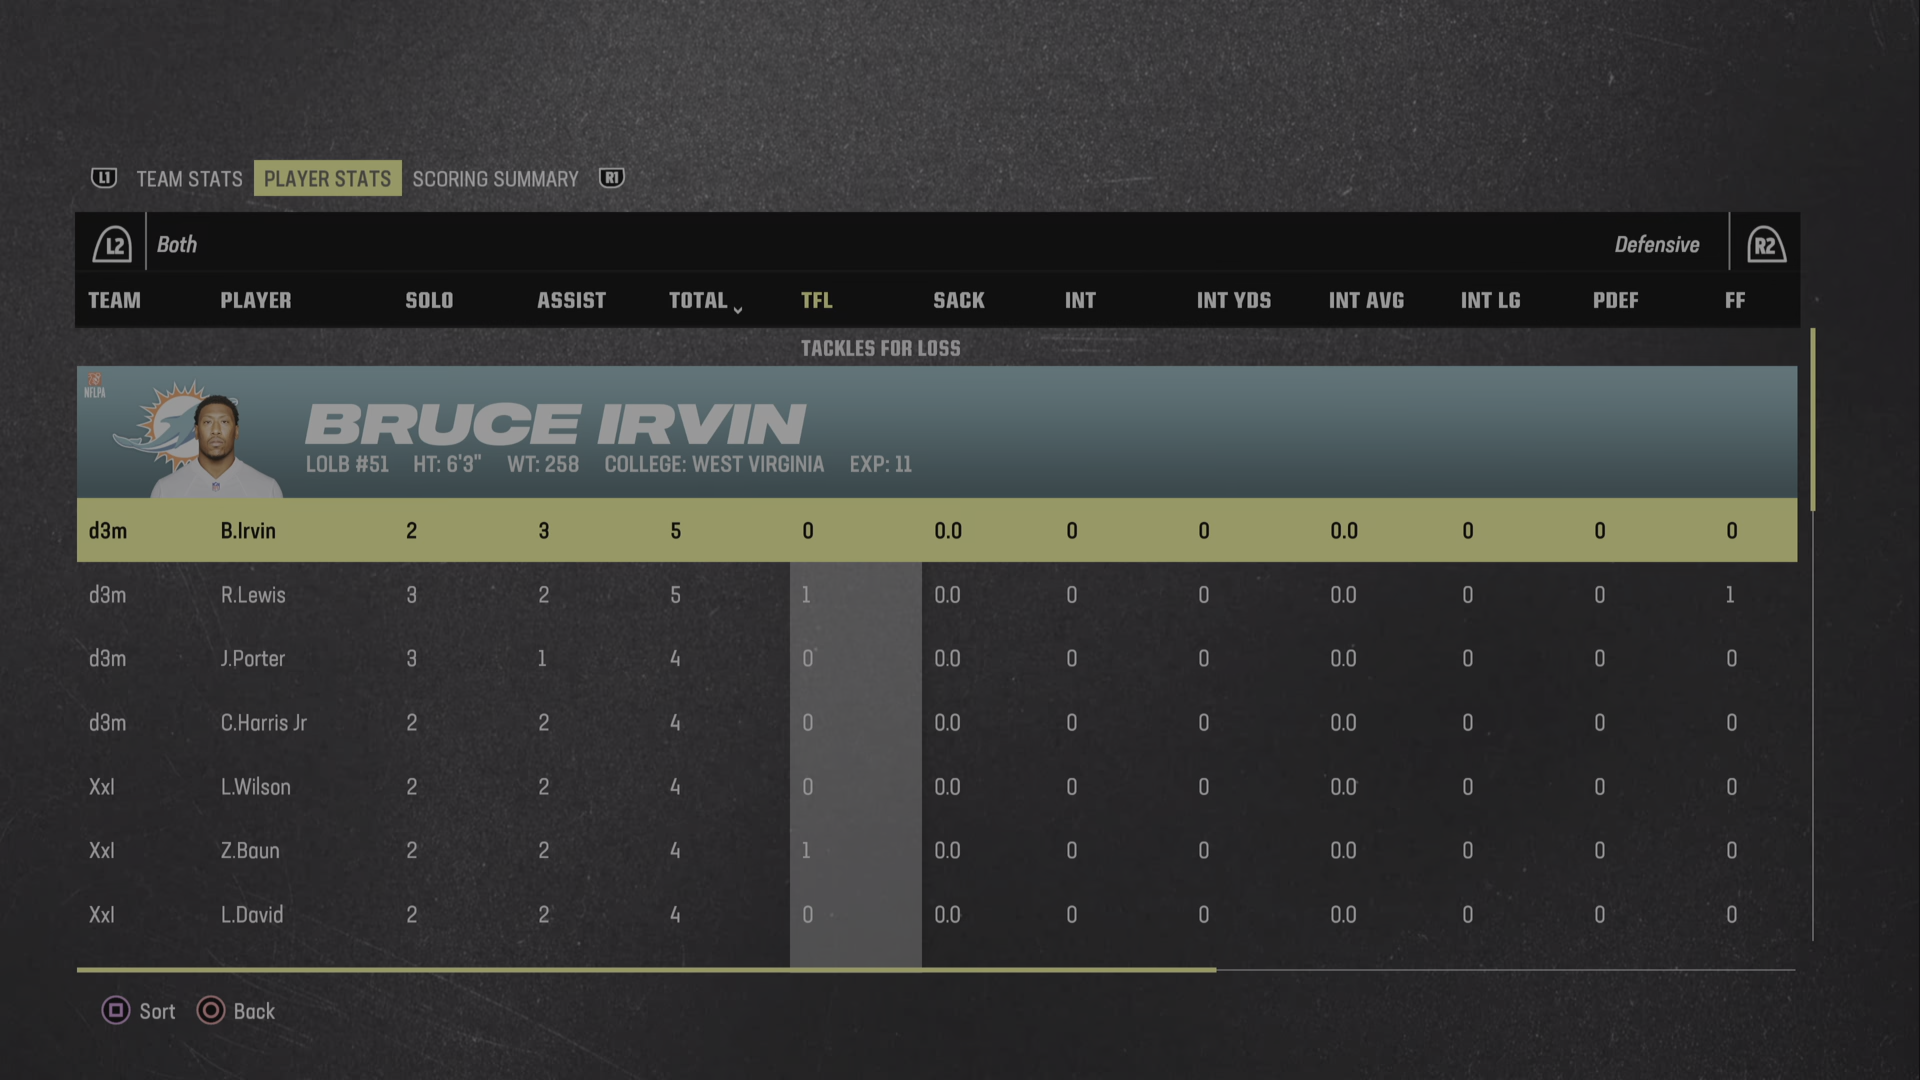 L1 TEAM STATS PLAYER STATS SCORING SUMMARY R1
L2 Both Defensive R2
TEAM PLAYER SOLO ASSIST TOTAL TFL SACK INT INT YDS INT AVG INT LG PDEF FF
TACKLES FOR LOSS
NFLPA
BRUCE IRVIN
LOLB #51 HT: 6'3" WT: 258 COLLEGE: WEST VIRGINIA EXP: 11
d3m B.Irvin 2 3 5 0 0.0 0 0 0.0 0 0 0
d3m R.Lewis 3 2 5 1 0.0 0 0 0.0 0 0 1
d3m J.Porter 3 1 4 0 0.0 0 0 0.0 0 0 0
d3m C.Harris Jr 2 2 4 0 0.0 0 0 0.0 0 0 0
Xxl L.Wilson 2 2 4 0 0.0 0 0 0.0 0 0 0
Xxl Z.Baun 2 2 4 1 0.0 0 0 0.0 0 0 0
Xxl L.David 2 2 4 0 0.0 0 0 0.0 0 0 0
Sort Back